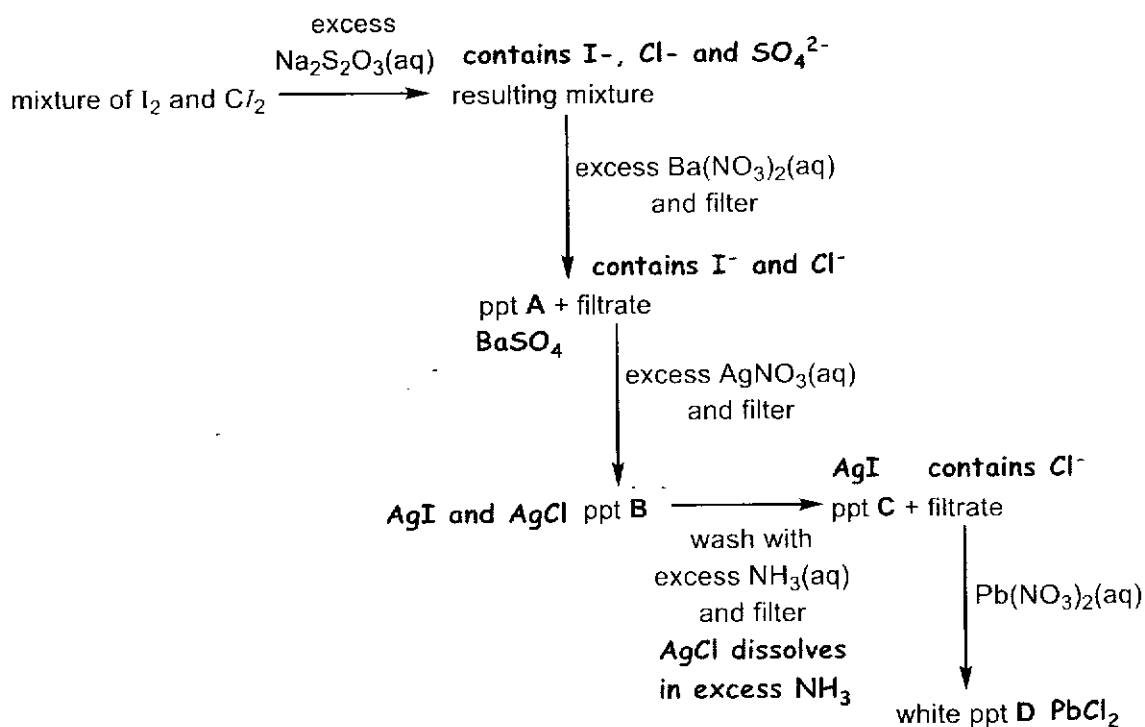 excess
Na₂S₂O₃(aq)
contains I-, Cl- and SO₄²⁻
mixture of I₂ and Cl₂
resulting mixture
excess Ba(NO₃)₂(aq)
and filter
contains I⁻ and Cl⁻
ppt A + filtrate
BaSO₄
excess AgNO₃(aq)
and filter
AgI contains Cl⁻
AgI and AgCl ppt B
ppt C + filtrate
wash with
excess NH₃(aq)
and filter
Pb(NO₃)₂(aq)
AgCl dissolves
in excess NH₃
white ppt D PbCl₂